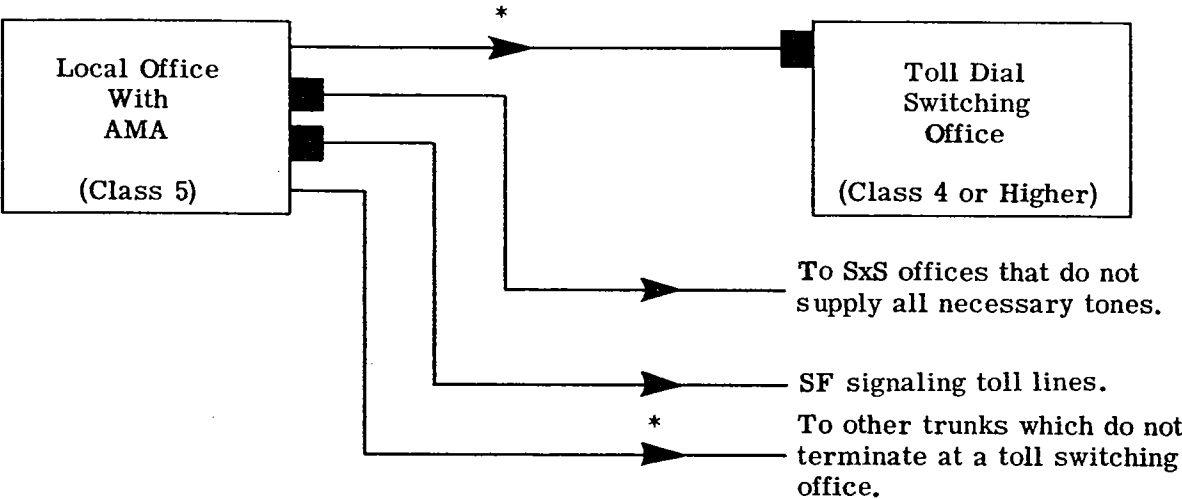 *
Local Office
With
AMA
(Class 5)
Toll Dial
Switching
Office
(Class 4 or Higher)
To SxS offices that do not
supply all necessary tones.
SF signaling toll lines.
*
To other trunks which do not
terminate at a toll switching
office.